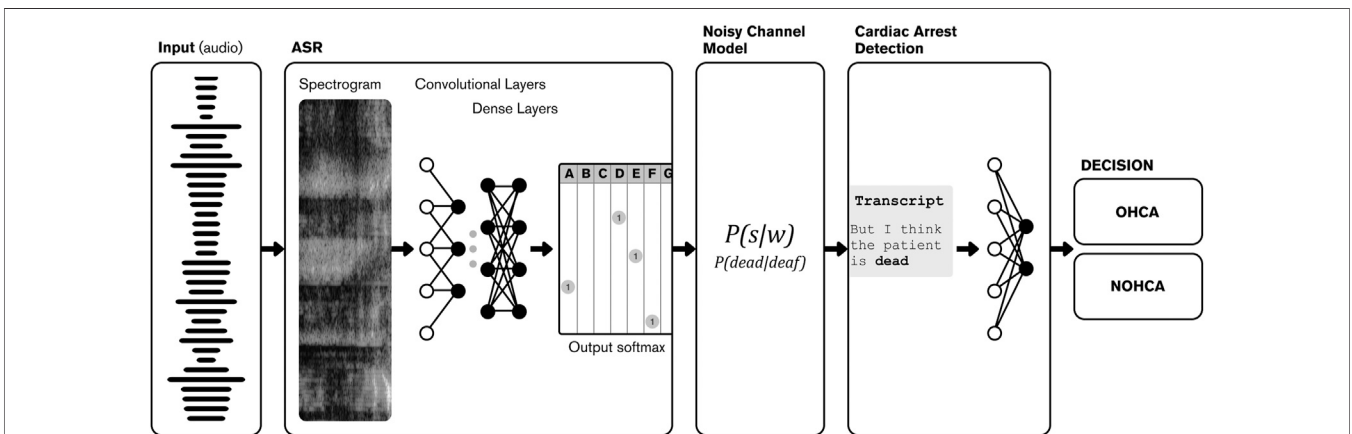 Input (audio)
ASR
Spectrogram
Convolutional Layers
Dense Layers
A B C D E F G
1
1
1
1
Output softmax
Noisy Channel
Model
P(s|w)
P(dead|deaf)
Cardiac Arrest
Detection
Transcript
But I think
the patient
is dead
DECISION
OHCA
NOHCA